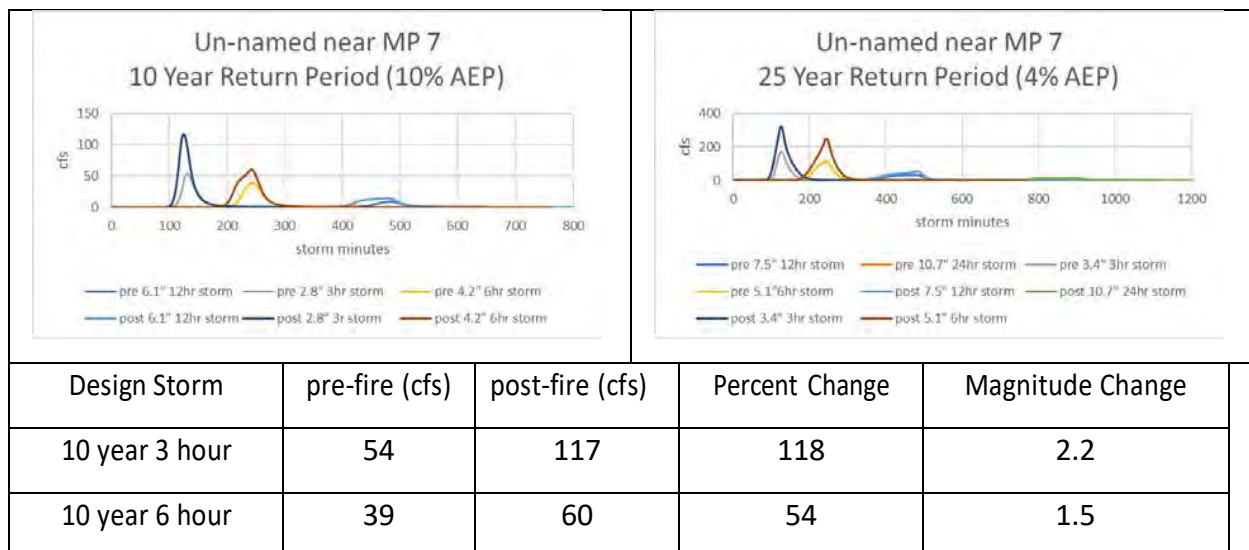 Un-named near MP 7
10 Year Return Period (10% AEP)
150
100
50
0
cfs
0 100 200 300 400 500 600 700 800
storm minutes
pre 6.1" 12hr storm pre 2.8" 3hr storm pre 4.2" 6hr storm
post 6.1" 12hr storm post 2.8" 3r storm post 4.2" 6hr storm
Un-named near MP 7
25 Year Return Period (4% AEP)
400
200
0
cfs
0 200 400 600 800 1000 1200
storm minutes
pre 7.5" 12hr storm pre 10.7" 24hr storm pre 3.4" 3hr storm
pre 5.1"6hr storm post 7.5" 12hr storm post 10.7" 24hr storm
post 3.4" 3hr storm post 5.1" 6hr storm
Design Storm pre-fire (cfs) post-fire (cfs) Percent Change Magnitude Change
10 year 3 hour 54 117 118 2.2
10 year 6 hour 39 60 54 1.5